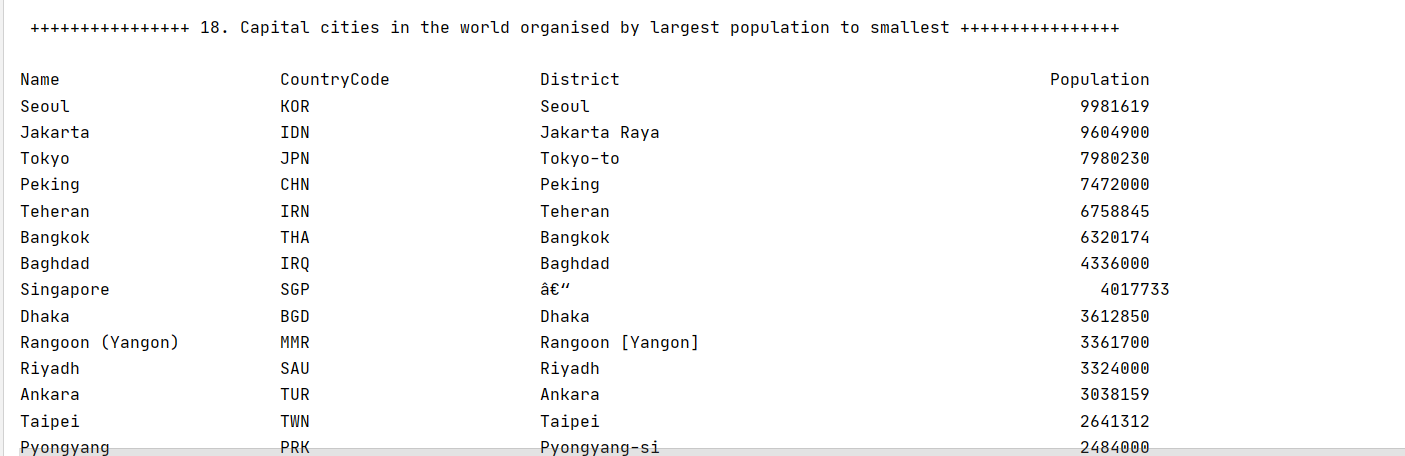 ++++++++++++++++ 18. Capital cities in the world organised by largest population to smallest ++++++++++++++++
Name CountryCode District Population
Seoul KOR Seoul 9981619
Jakarta IDN Jakarta Raya 9604900
Tokyo JPN Tokyo-to 7980230
Peking CHN Peking 7472000
Teheran IRN Teheran 6758845
Bangkok THA Bangkok 6320174
Baghdad IRQ Baghdad 4336000
Singapore SGP â€“ 4017733
Dhaka BGD Dhaka 3612850
Rangoon (Yangon) MMR Rangoon [Yangon] 3361700
Riyadh SAU Riyadh 3324000
Ankara TUR Ankara 3038159
Taipei TWN Taipei 2641312
Pyongyang PRK Pyongyang-si 2484000